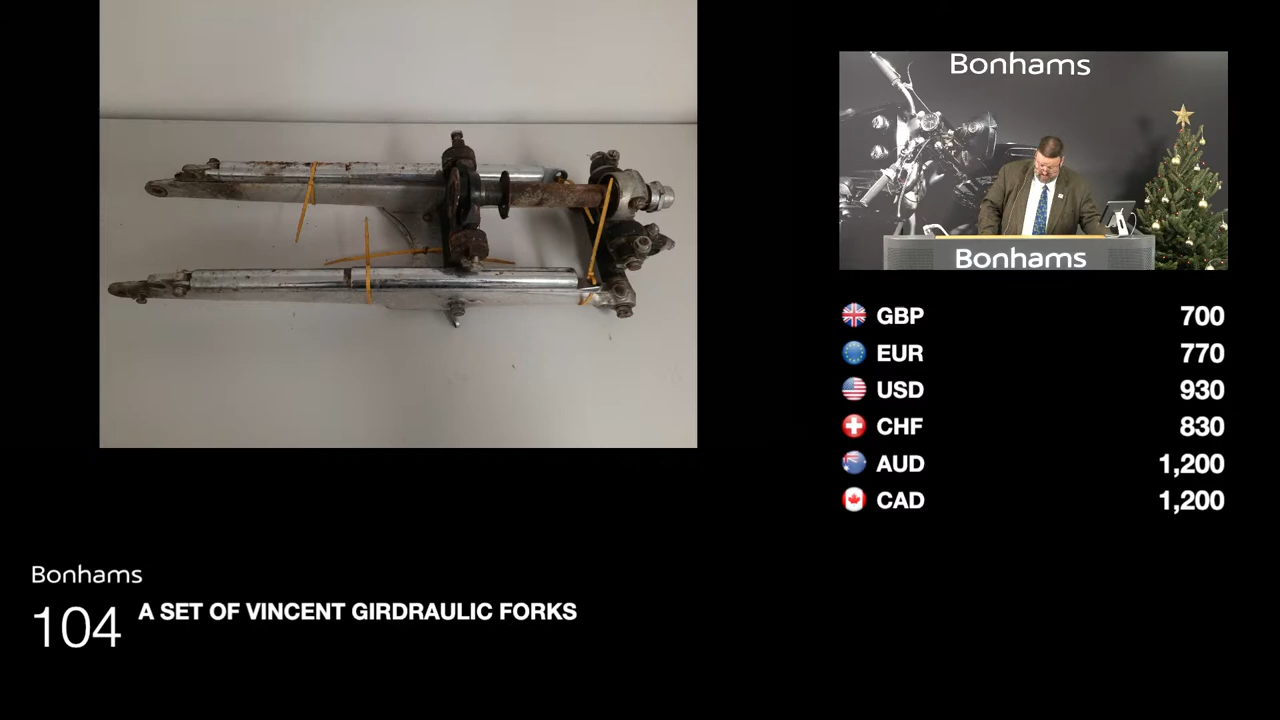 Bonhams
Bonhams
GBP 700
EUR 770
USD 930
CHF 830
AUD 1,200
CAD 1,200
Bonhams
104 A SET OF VINCENT GIRDRAULIC FORKS